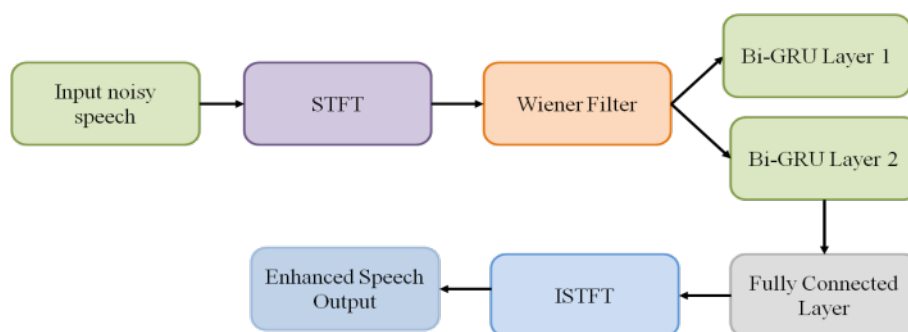 Bi-GRU Layer 1
Input noisy
speech
STFT
Wiener Filter
Bi-GRU Layer 2
Enhanced Speech
Output
ISTFT
Fully Connected
Layer